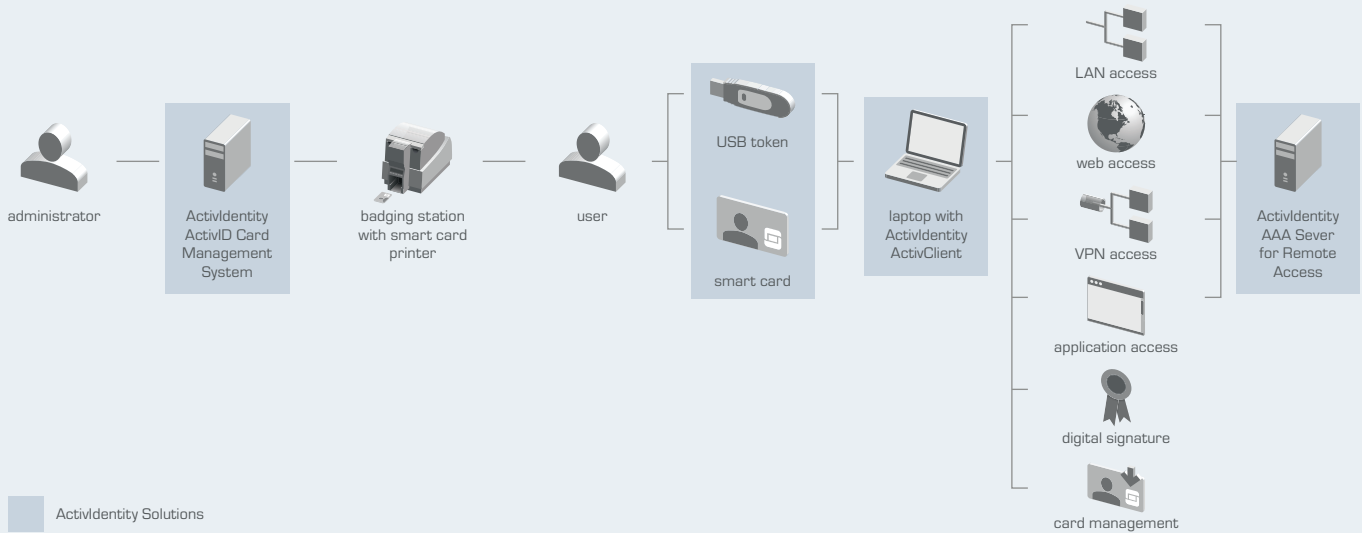 administrator
ActivIdentity
ActivID Card
Management
System
badging station
with smart card
printer
user
USB token
smart card
laptop with
ActivIdentity
ActivClient
LAN access
web access
VPN access
application access
digital signature
card management
ActivIdentity
AAA Sever
for Remote
Access
ActivIdentity Solutions